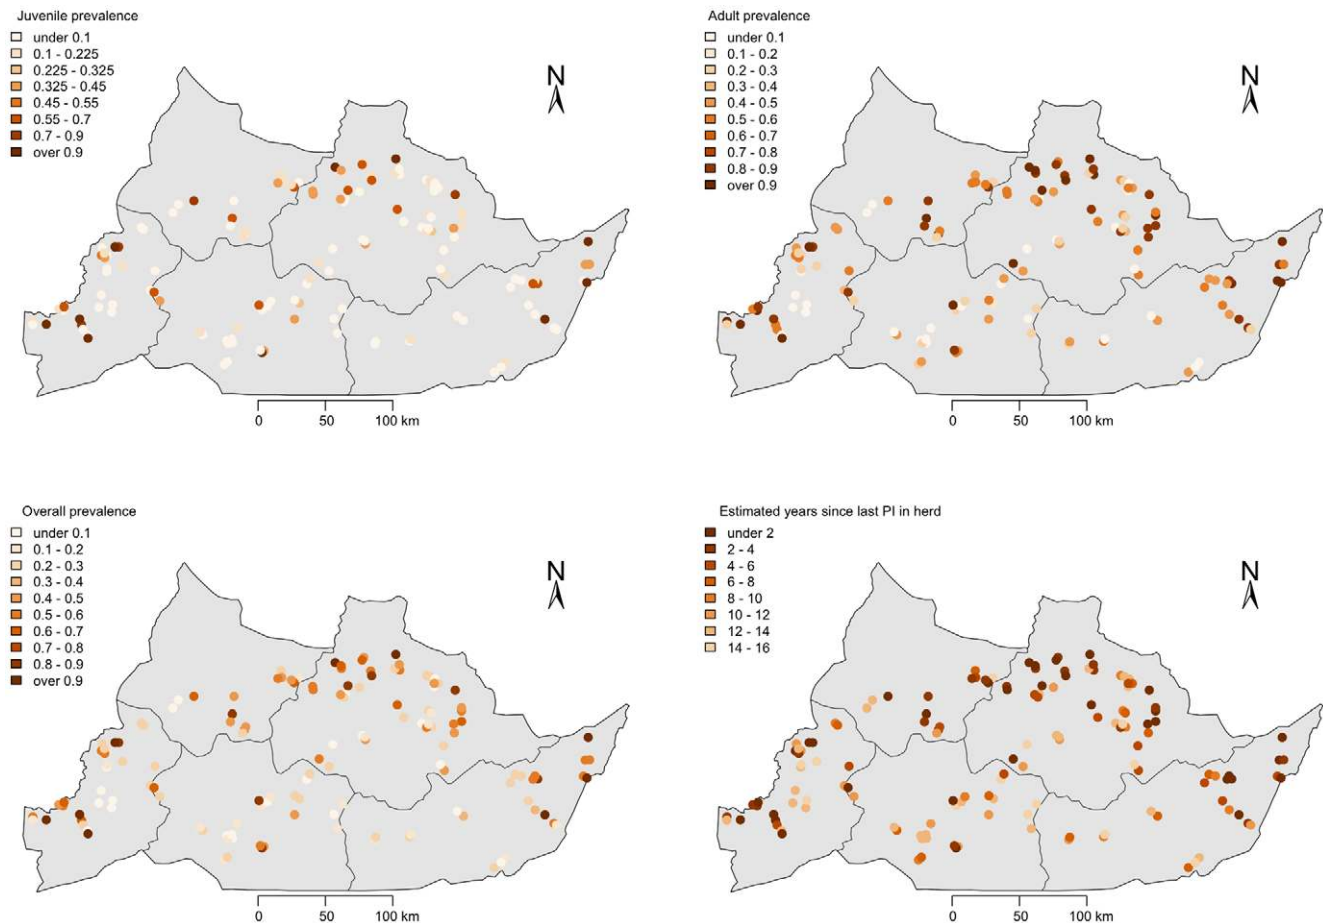 Juvenile prevalence
under 0.1
0.1 - 0.225
0.225 - 0.325
0.325 - 0.45
0.45 - 0.55
0.55 - 0.7
0.7 - 0.9
over 0.9
N
0 50 100 km
Adult prevalence
under 0.1
0.1 - 0.2
0.2 - 0.3
0.3 - 0.4
0.4 - 0.5
0.5 - 0.6
0.6 - 0.7
0.7 - 0.8
0.8 - 0.9
over 0.9
N
0 50 100 km
Overall prevalence
under 0.1
0.1 - 0.2
0.2 - 0.3
0.3 - 0.4
0.4 - 0.5
0.5 - 0.6
0.6 - 0.7
0.7 - 0.8
0.8 - 0.9
over 0.9
N
0 50 100 km
Estimated years since last PI in herd
under 2
2 - 4
4 - 6
6 - 8
8 - 10
10 - 12
12 - 14
14 - 16
N
0 50 100 km